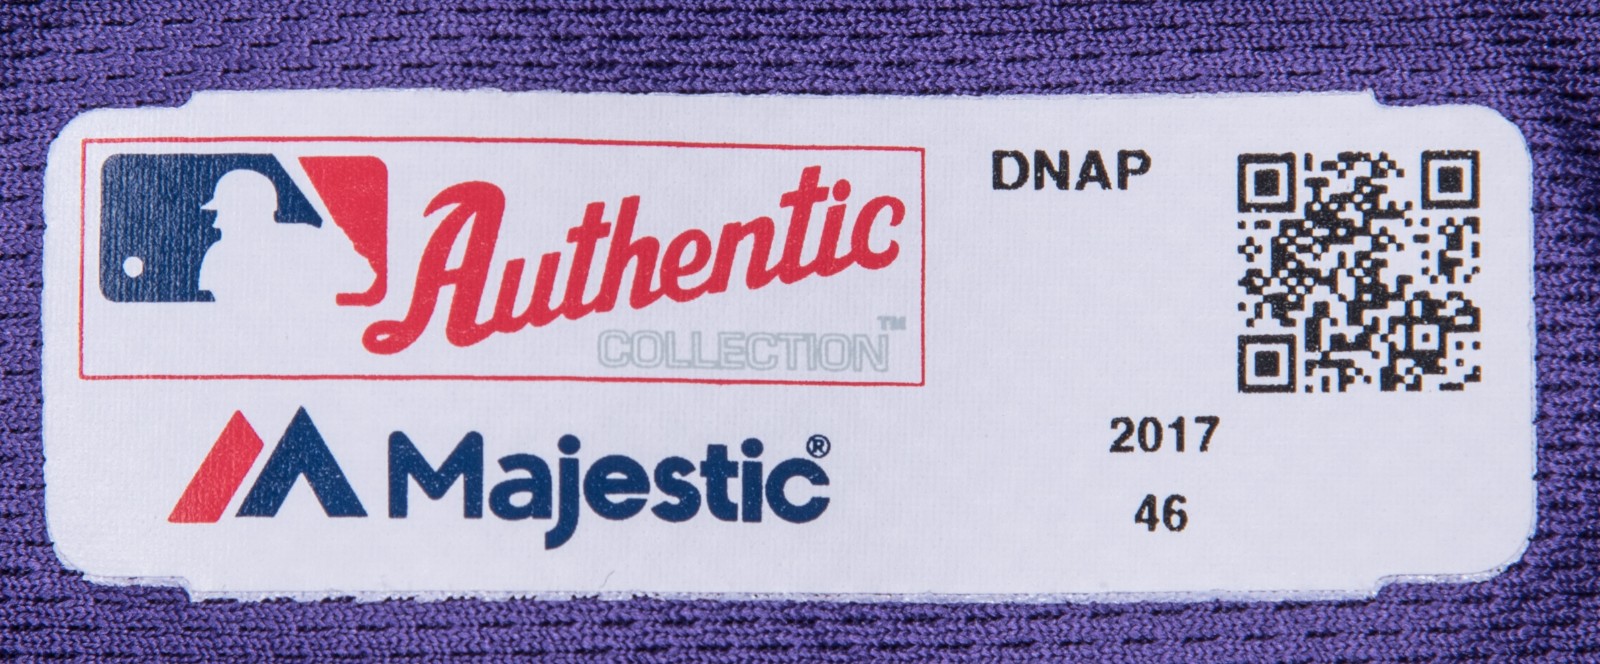 Authentic
COLLECTION™
Majestic®
DNAP
2017
46